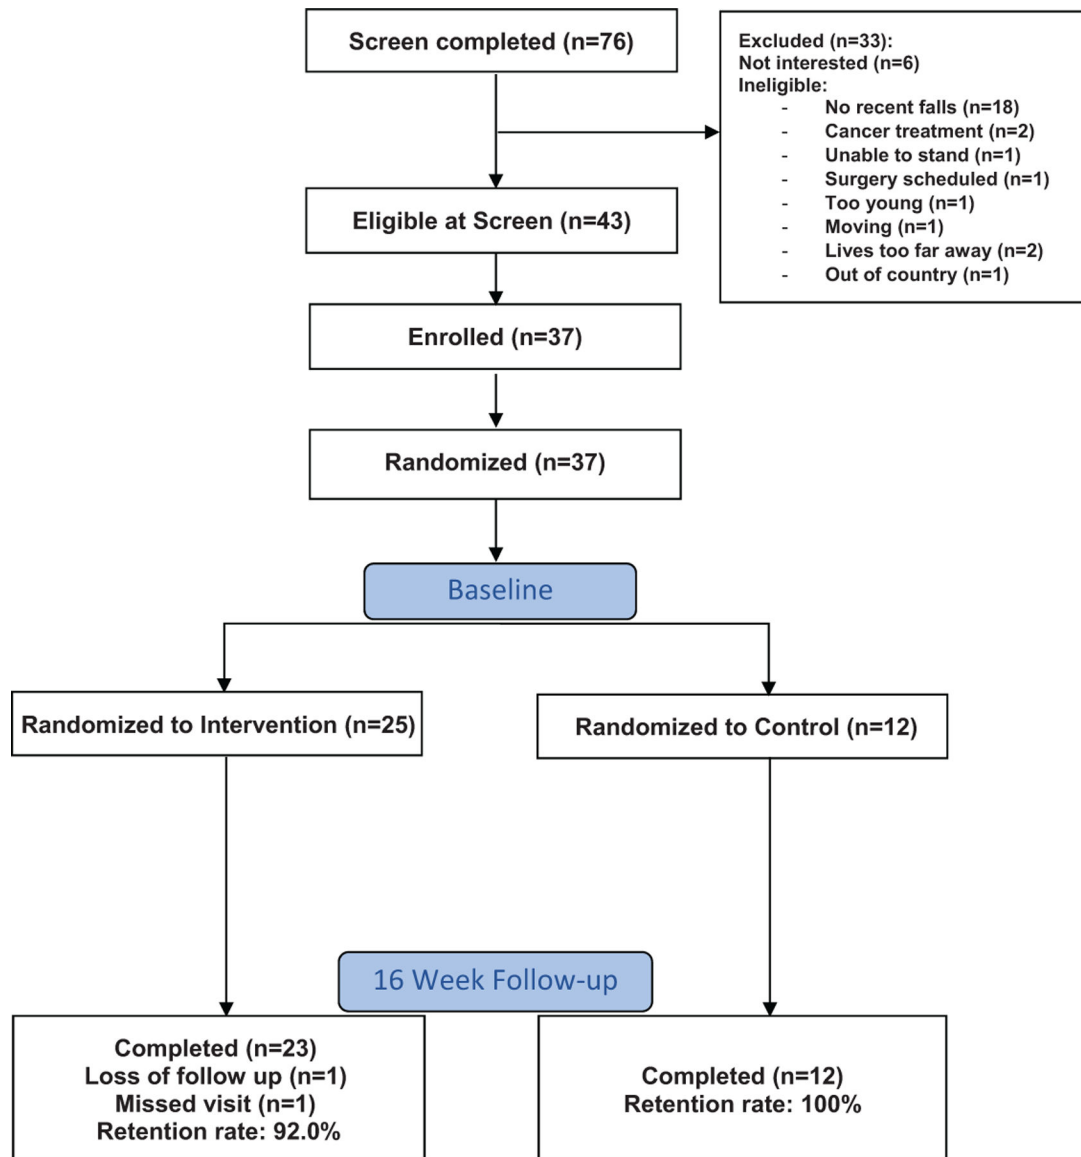 Screen completed (n=76)
Excluded (n=33):
Not interested (n=6)
Ineligible:
- No recent falls (n=18)
- Cancer treatment (n=2)
- Unable to stand (n=1)
- Surgery scheduled (n=1)
- Too young (n=1)
- Moving (n=1)
- Lives too far away (n=2)
- Out of country (n=1)
Eligible at Screen (n=43)
Enrolled (n=37)
Randomized (n=37)
Baseline
Randomized to Intervention (n=25)
Randomized to Control (n=12)
16 Week Follow-up
Completed (n=23)
Loss of follow up (n=1)
Missed visit (n=1)
Retention rate: 92.0%
Completed (n=12)
Retention rate: 100%